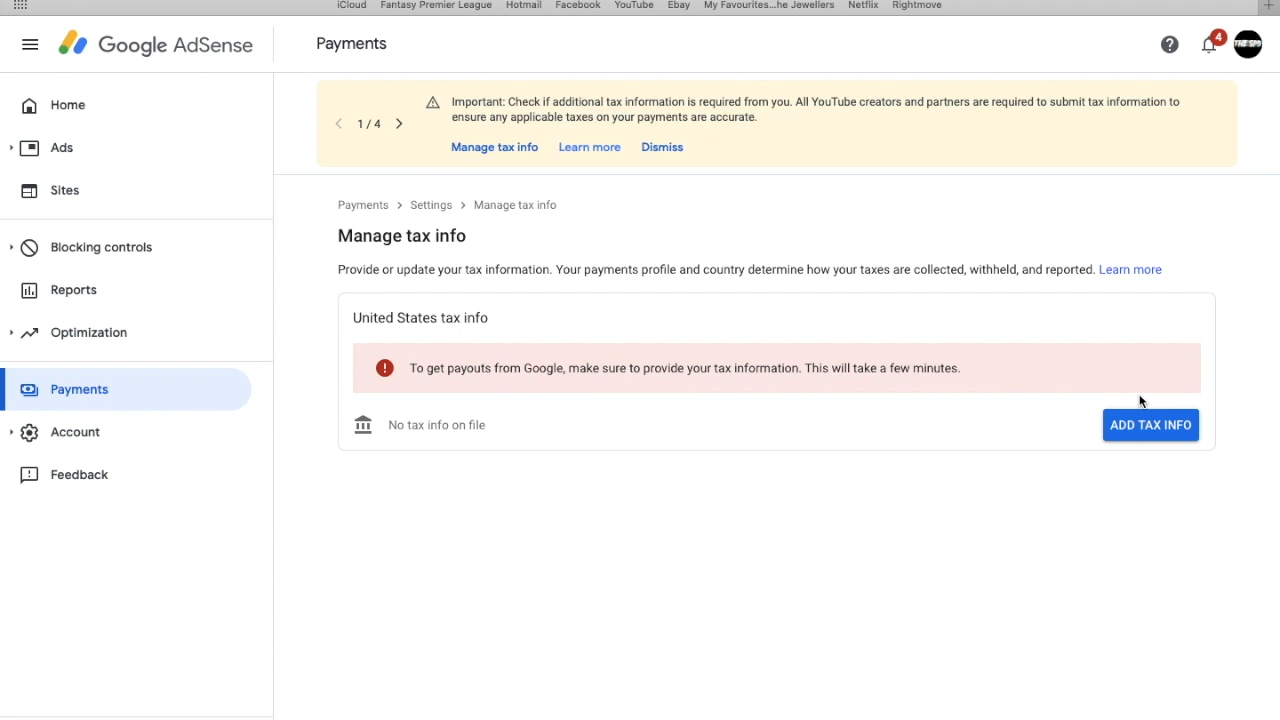 iCloud Fantasy Premier League Hotmail Facebook YouTube Ebay My Favourites...he Jewellers Netflix Rightmove
Google AdSense
Payments
4
THE SPS
Home
Ads
Sites
Blocking controls
Reports
Optimization
Payments
Account
Feedback
1 / 4
Important: Check if additional tax information is required from you. All YouTube creators and partners are required to submit tax information to
ensure any applicable taxes on your payments are accurate.
Manage tax info Learn more Dismiss
Payments > Settings > Manage tax info
Manage tax info
Provide or update your tax information. Your payments profile and country determine how your taxes are collected, withheld, and reported. Learn more
United States tax info
To get payouts from Google, make sure to provide your tax information. This will take a few minutes.
No tax info on file
ADD TAX INFO